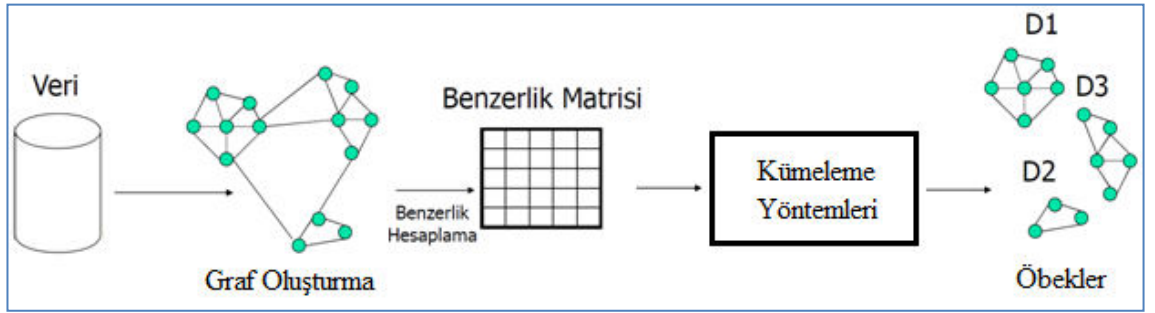 Veri
Graf Oluşturma
Benzerlik
Hesaplama
Benzerlik Matrisi
Kümeleme
Yöntemleri
D1
D3
D2
Öbekler